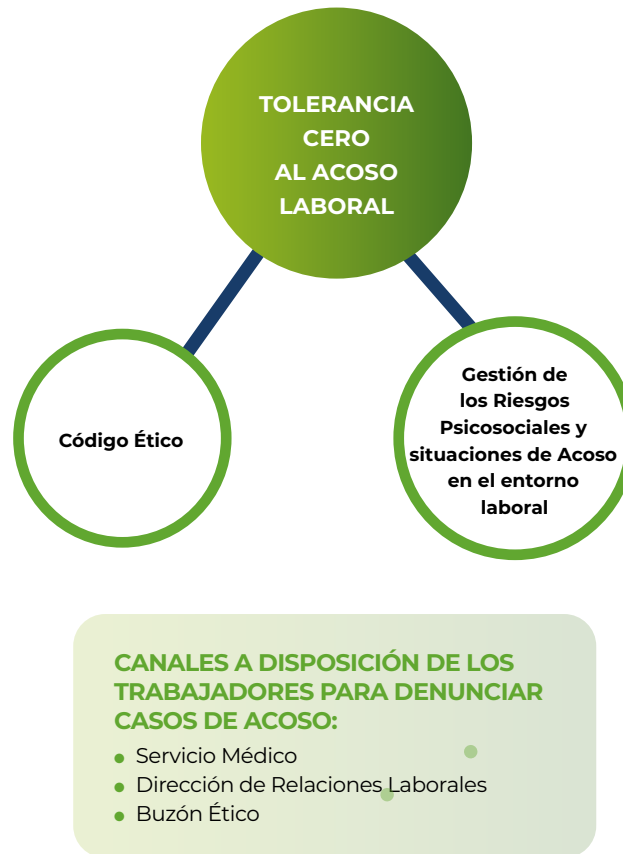 TOLERANCIA
CERO
AL ACOSO
LABORAL
Código Ético
Gestión de
los Riesgos
Psicosociales y
situaciones de Acoso
en el entorno
laboral
CANALES A DISPOSICIÓN DE LOS
TRABAJADORES PARA DENUNCIAR
CASOS DE ACOSO:
• Servicio Médico
• Dirección de Relaciones Laborales
• Buzón Ético